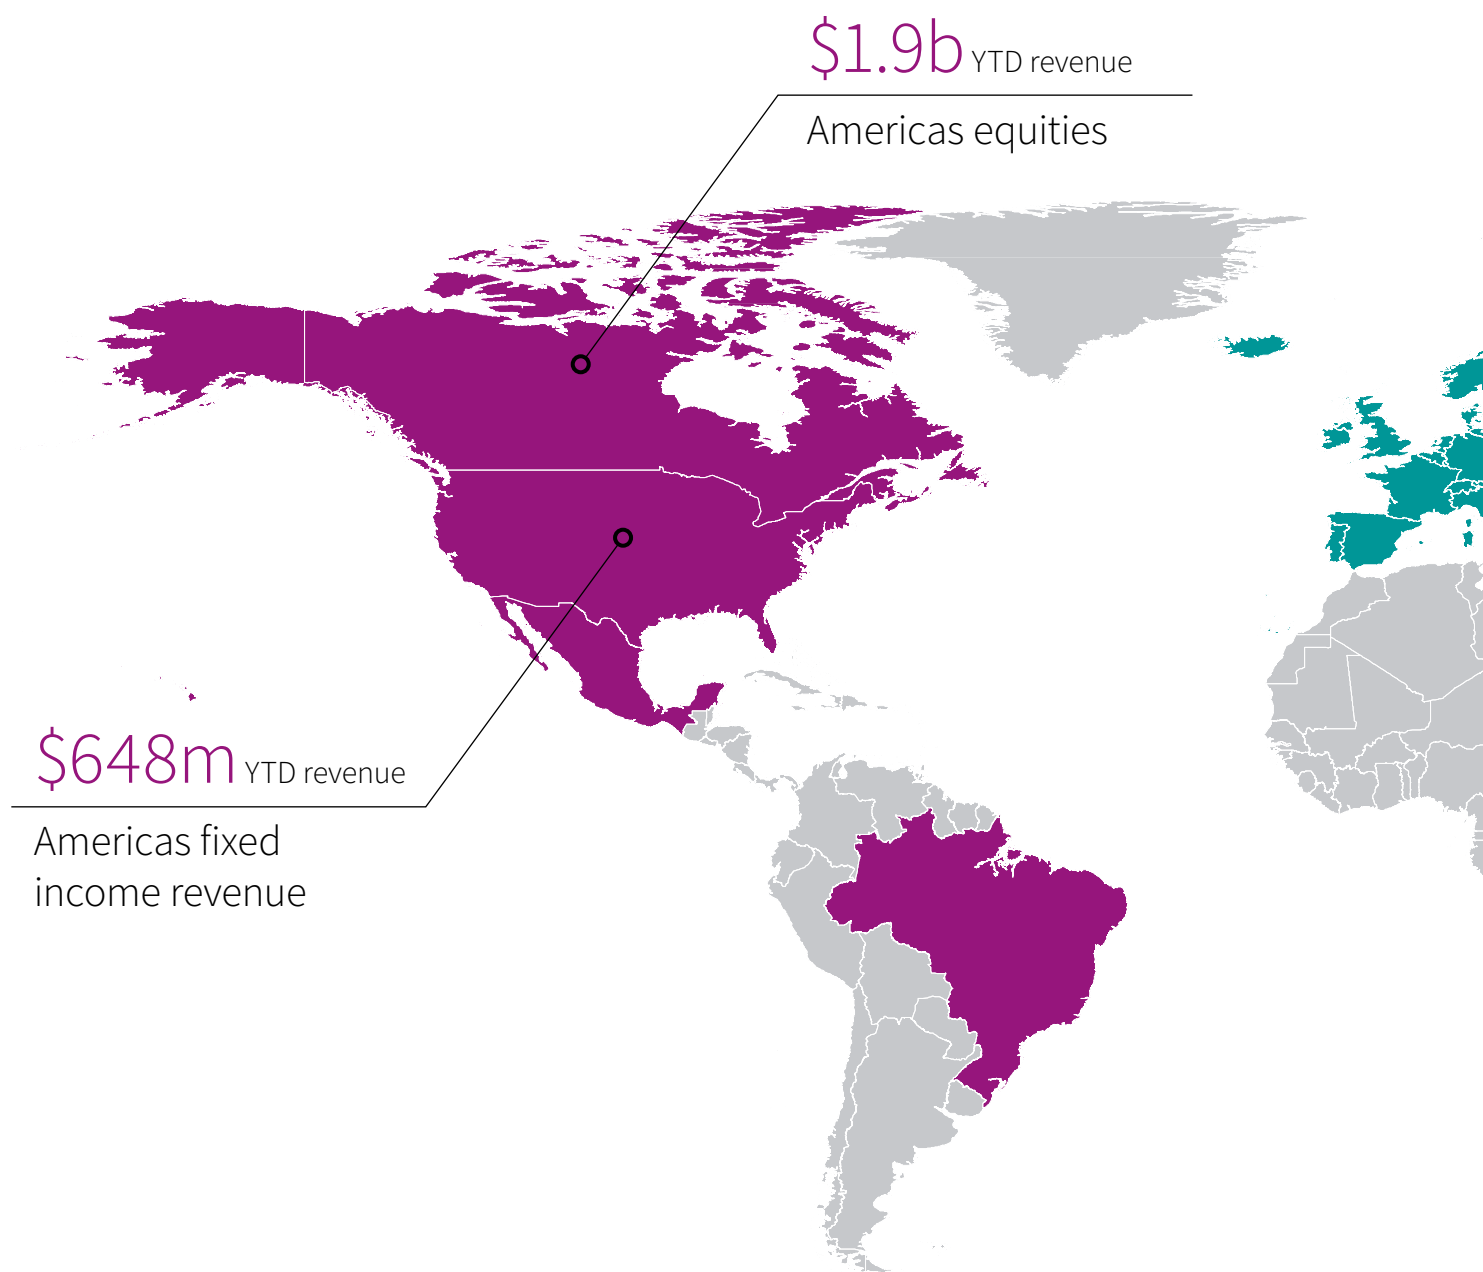 $1.9b YTD revenue
Americas equities
$648m YTD revenue
Americas fixed
income revenue